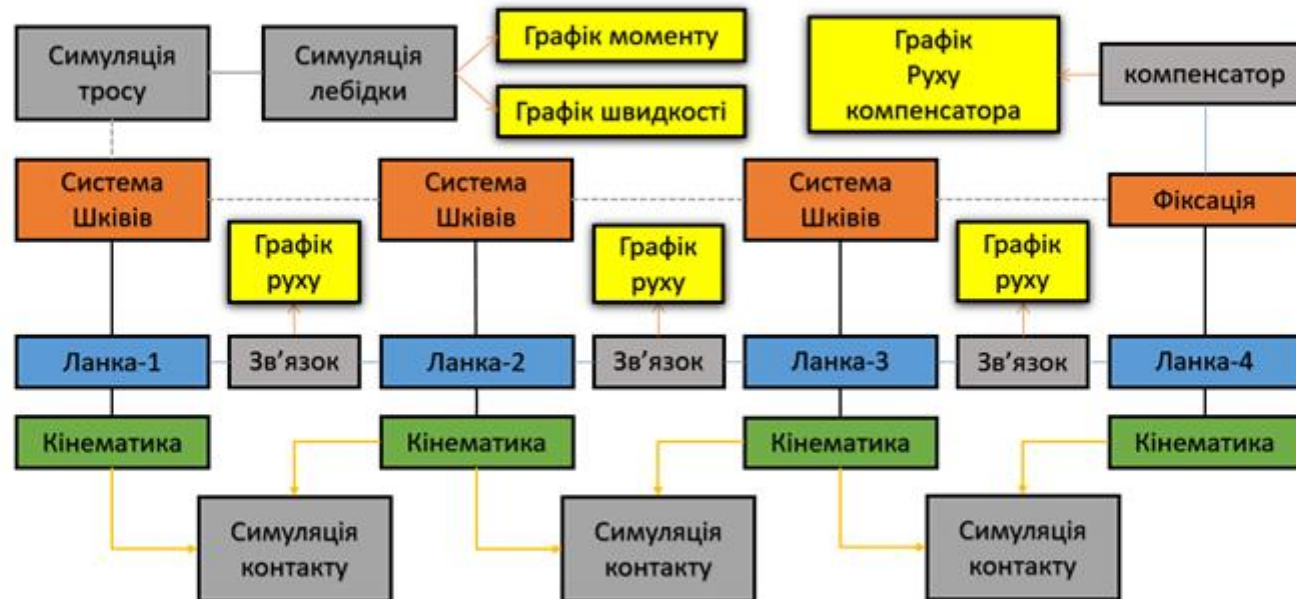 Симуляція
тросу
Симуляція
лебідки
Графік моменту
Графік швидкості
Графік
Руху
компенсатора
компенсатор
Система
Шківів
Система
Шківів
Система
Шківів
Фіксація
Графік
руху
Графік
руху
Графік
руху
Ланка-1
Зв’язок
Ланка-2
Зв’язок
Ланка-3
Зв’язок
Ланка-4
Кінематика
Кінематика
Кінематика
Кінематика
Симуляція
контакту
Симуляція
контакту
Симуляція
контакту